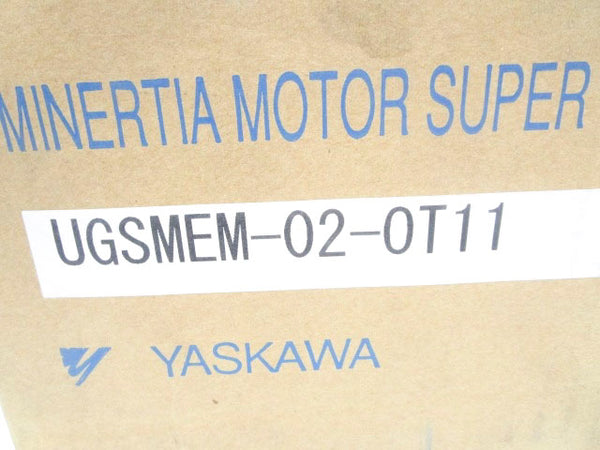 MINERTIA MOTOR SUPER
UGSMEM-02-0T11
YASKAWA